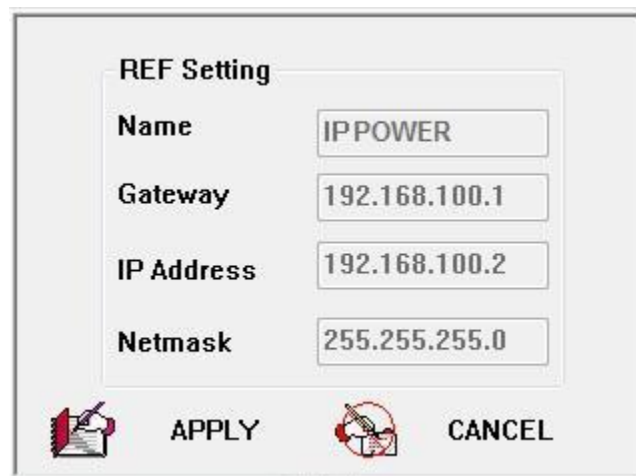 REF Setting
Name IPPOWER
Gateway 192.168.100.1
IP Address 192.168.100.2
Netmask 255.255.255.0
APPLY CANCEL